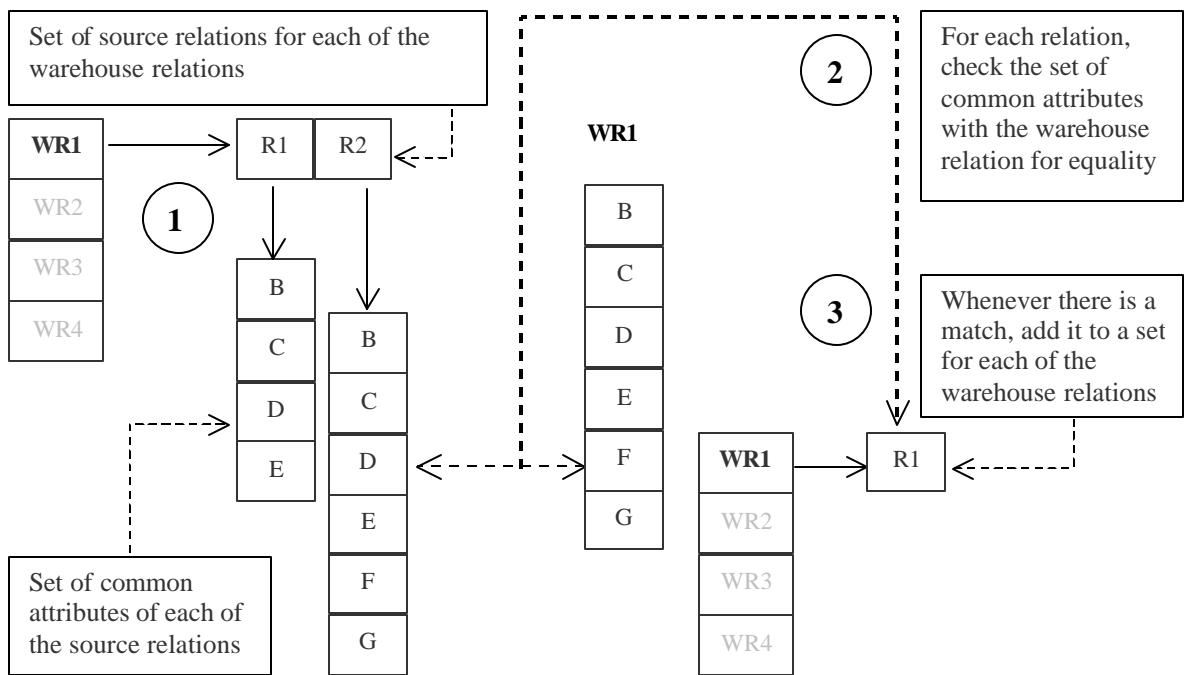 Set of source relations for each of the
warehouse relations
WR1
WR2
WR3
WR4
R1
R2
1
B
C
D
E
B
C
D
E
F
G
Set of common
attributes of each of
the source relations
2
For each relation,
check the set of
common attributes
with the warehouse
relation for equality
WR1
B
C
D
E
F
G
3
Whenever there is a
match, add it to a set
for each of the
warehouse relations
WR1
WR2
WR3
WR4
R1